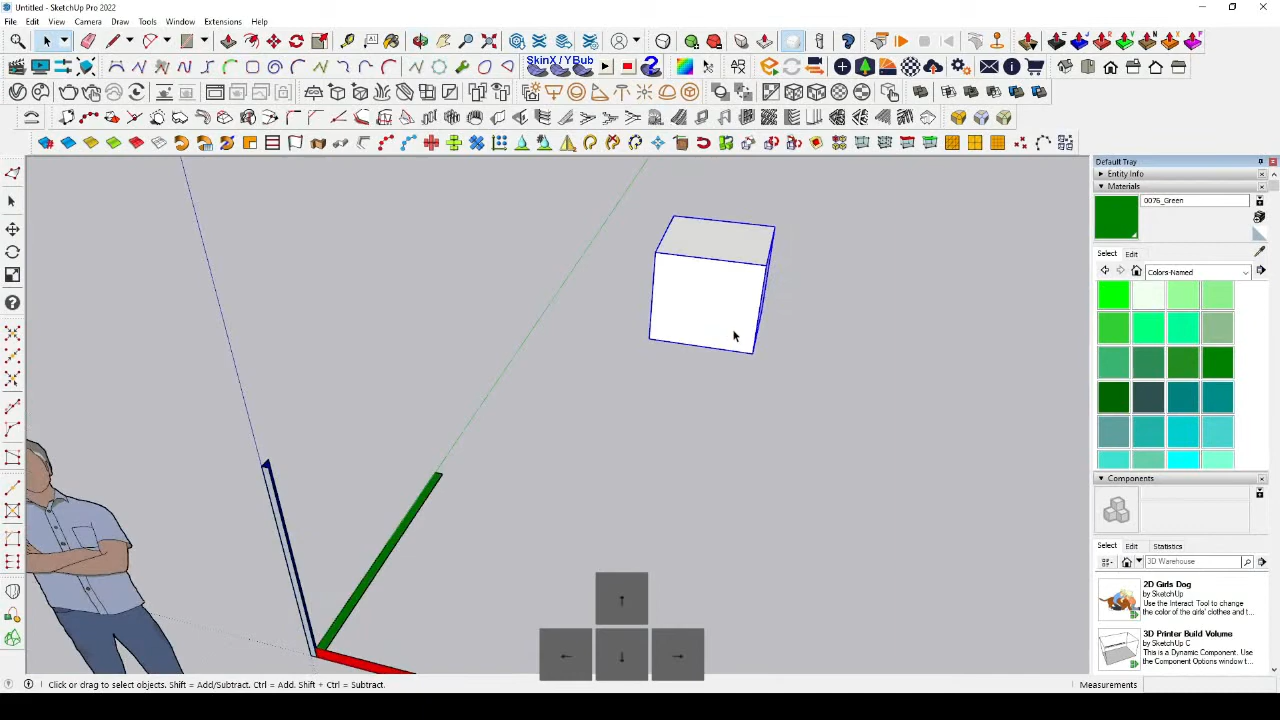 Untitled - SketchUp Pro 2022
File Edit View Camera Draw Tools Window Extensions Help
SkinX / YBub
Default Tray
Entity Info
Materials
0076_Green
Select Edit
Colors-Named
Components
Select Edit Statistics
3D Warehouse
2D Girls Dog
by SketchUp
Use the Interact Tool to change
the color of the girls' clothes and t...
3D Printer Build Volume
by SketchUp C
This is a Dynamic Component. Use
the Component Options window t...
Click or drag to select objects. Shift = Add/Subtract. Ctrl = Add. Shift + Ctrl = Subtract.
Measurements